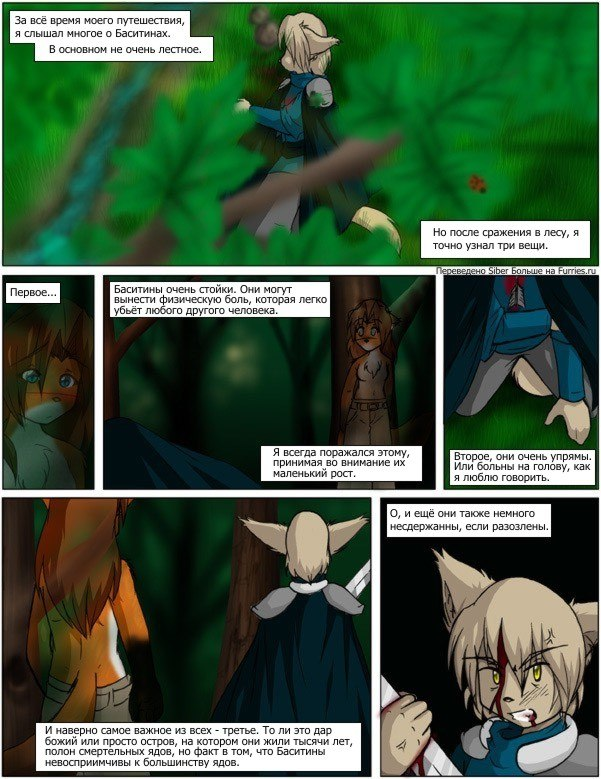 За всё время моего путешествия,
я слышал многое о Баситинах.
В основном не очень лестное.
Но после сражения в лесу, я
точно узнал три вещи.
Переведено Siber Больше на Furries.ru
Первое...
Баситины очень стойки. Они могут
вынести физическую боль, которая легко
убьёт любого другого человека.
Я всегда поражался этому,
принимая во внимание их
маленький рост.
Второе, они очень упрямы.
Или больны на голову, как
я люблю говорить.
И наверно самое важное из всех - третье. То ли это дар
божий или просто остров, на котором они жили тысячи лет,
полон смертельных ядов, но факт в том, что Баситины
невосприимчивы к большинству ядов.
О, и ещё они также немного
несдержанны, если разозлены.